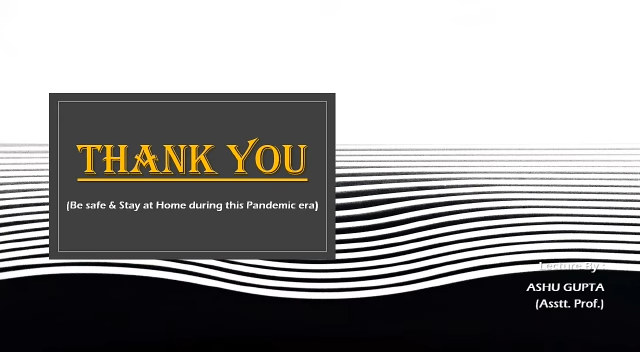 THANK YOU
(Be safe & Stay at Home during this Pandemic era)
Lecture By :
ASHU GUPTA
(Asstt. Prof.)